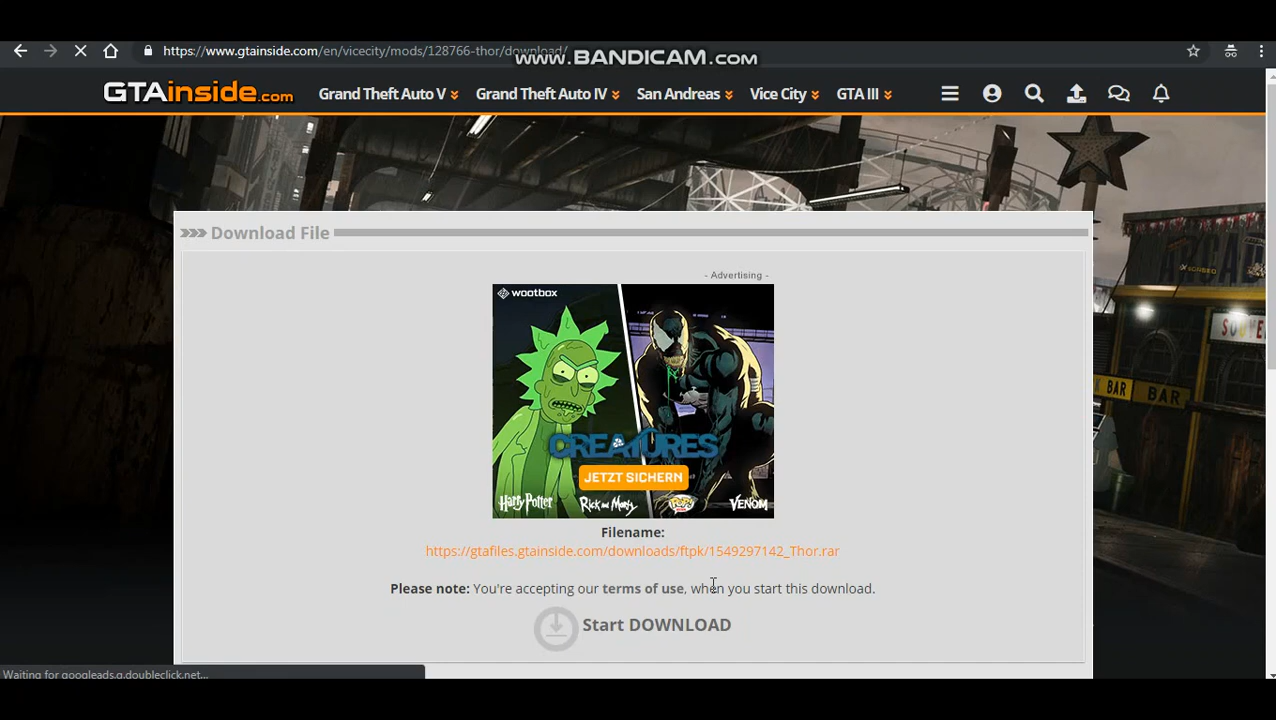 https://www.gtainside.com/en/vicecity/mods/128766-thor/download/
www.BANDICAM.com
GTAinside.com
Grand Theft Auto V
Grand Theft Auto IV
San Andreas
Vice City
GTA III
Download File
- Advertising -
wootbox
CREATURES
JETZT SICHERN
Harry Potter
Rick and Morty
POP!
VENOM
Filename:
https://gtafiles.gtainside.com/downloads/ftpk/1549297142_Thor.rar
Please note: You're accepting our terms of use, when you start this download.
Start DOWNLOAD
BAR
BAR
Waiting for googleads.g.doubleclick.net...